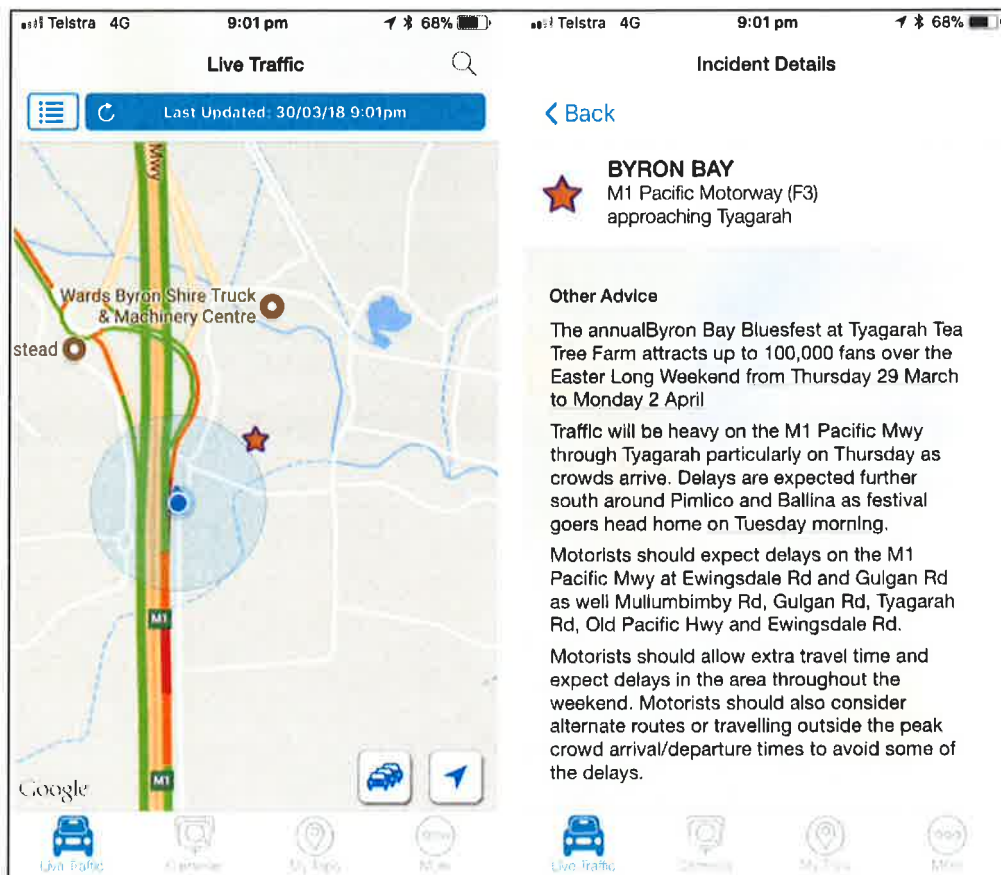 Telstra 4G 9:01 pm 68%
Live Traffic
Last Updated: 30/03/18 9:01pm
Mwy
Wards Byron Shire Truck
& Machinery Centre
stead
M1
M1
Google
Live Traffic
My Trips
More
Telstra 4G 9:01 pm 68%
Incident Details
Back
BYRON BAY
M1 Pacific Motorway (F3)
approaching Tyagarah
Other Advice
The annualByron Bay Bluesfest at Tyagarah Tea
Tree Farm attracts up to 100,000 fans over the
Easter Long Weekend from Thursday 29 March
to Monday 2 April
Traffic will be heavy on the M1 Pacific Mwy
through Tyagarah particularly on Thursday as
crowds arrive. Delays are expected further
south around Pimlico and Ballina as festival
goers head home on Tuesday morning.
Motorists should expect delays on the M1
Pacific Mwy at Ewingsdale Rd and Gulgan Rd
as well Mullumbimby Rd, Gulgan Rd, Tyagarah
Rd, Old Pacific Hwy and Ewingsdale Rd.
Motorists should allow extra travel time and
expect delays in the area throughout the
weekend. Motorists should also consider
alternate routes or travelling outside the peak
crowd arrival/departure times to avoid some of
the delays.
Live Traffic
My Trips
More